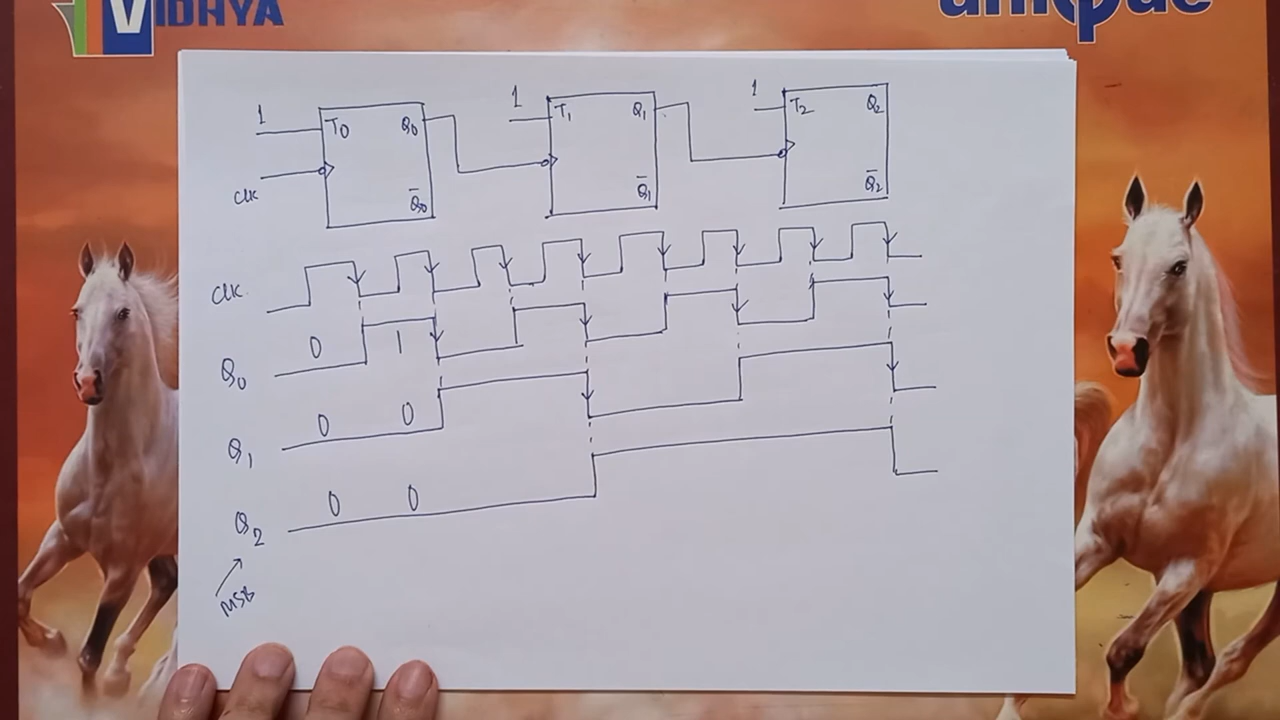 VIDHYA
unique
1 T0 Q0 1 T1 Q1 1 T2 Q2
Clk Q̅0 Q̅1 Q̅2
Clk
Q0 0 1
Q1 0 0
Q2 0 0
MSB